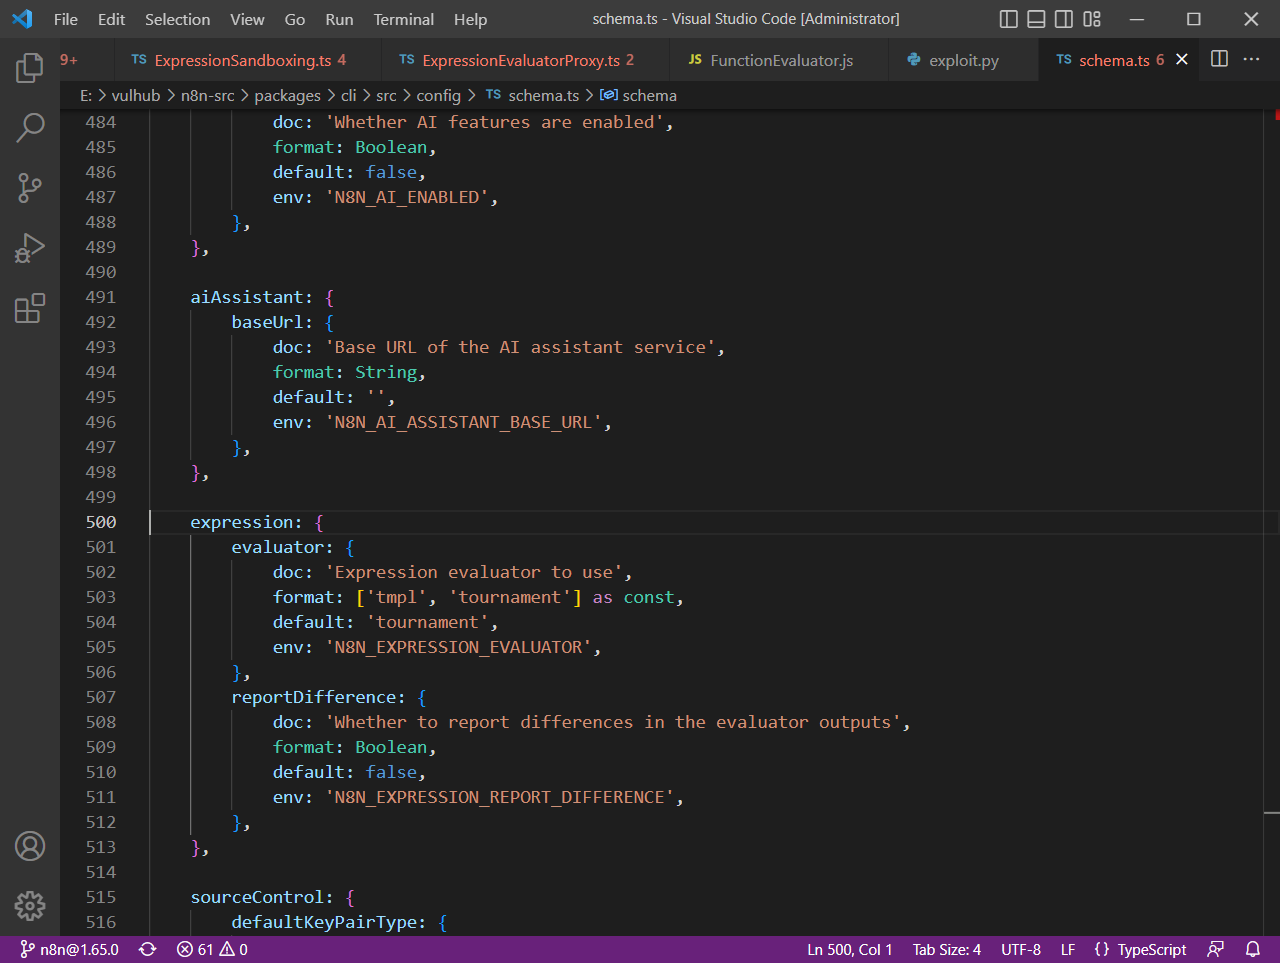 File Edit Selection View Go Run Terminal Help schema.ts - Visual Studio Code [Administrator]
9+ TS ExpressionSandboxing.ts 4 TS ExpressionEvaluatorProxy.ts 2 JS FunctionEvaluator.js exploit.py TS schema.ts 6
E: > vulhub > n8n-src > packages > cli > src > config > TS schema.ts > schema
484 doc: 'Whether AI features are enabled',
485 format: Boolean,
486 default: false,
487 env: 'N8N_AI_ENABLED',
488 },
489 },
490
491 aiAssistant: {
492 baseUrl: {
493 doc: 'Base URL of the AI assistant service',
494 format: String,
495 default: '',
496 env: 'N8N_AI_ASSISTANT_BASE_URL',
497 },
498 },
499
500 expression: {
501 evaluator: {
502 doc: 'Expression evaluator to use',
503 format: ['tmpl', 'tournament'] as const,
504 default: 'tournament',
505 env: 'N8N_EXPRESSION_EVALUATOR',
506 },
507 reportDifference: {
508 doc: 'Whether to report differences in the evaluator outputs',
509 format: Boolean,
510 default: false,
511 env: 'N8N_EXPRESSION_REPORT_DIFFERENCE',
512 },
513 },
514
515 sourceControl: {
516 defaultKeyPairType: {
n8n@1.65.0 61 0 Ln 500, Col 1 Tab Size: 4 UTF-8 LF {} TypeScript